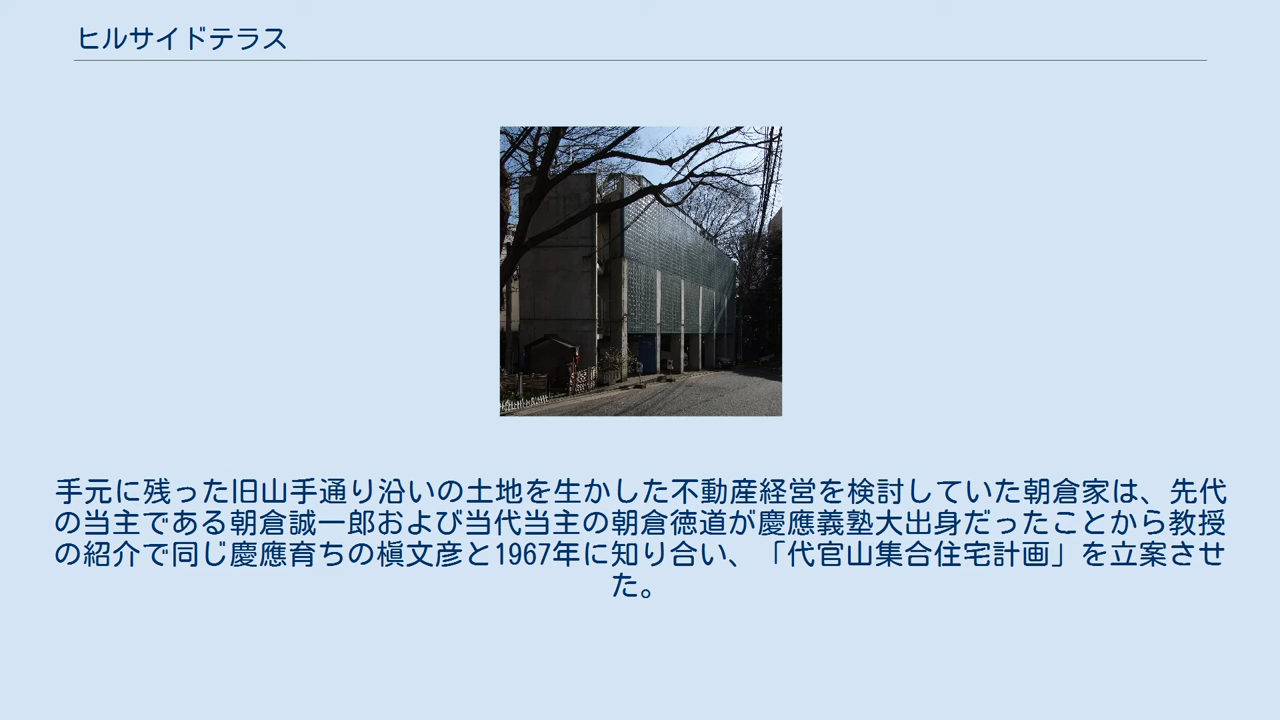 ヒルサイドテラス
手元に残った旧山手通り沿いの土地を生かした不動産経営を検討していた朝倉家は、先代
の当主である朝倉誠一郎および当代当主の朝倉徳道が慶應義塾大出身だったことから教授
の紹介で同じ慶應育ちの槇文彦と1967年に知り合い、「代官山集合住宅計画」を立案させ
た。